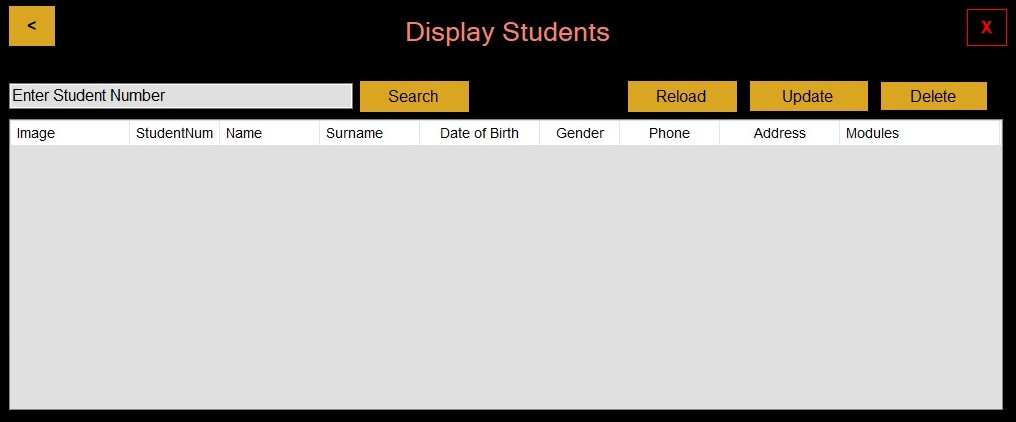 < Display Students X
Enter Student Number Search Reload Update Delete
Image StudentNum Name Surname Date of Birth Gender Phone Address Modules